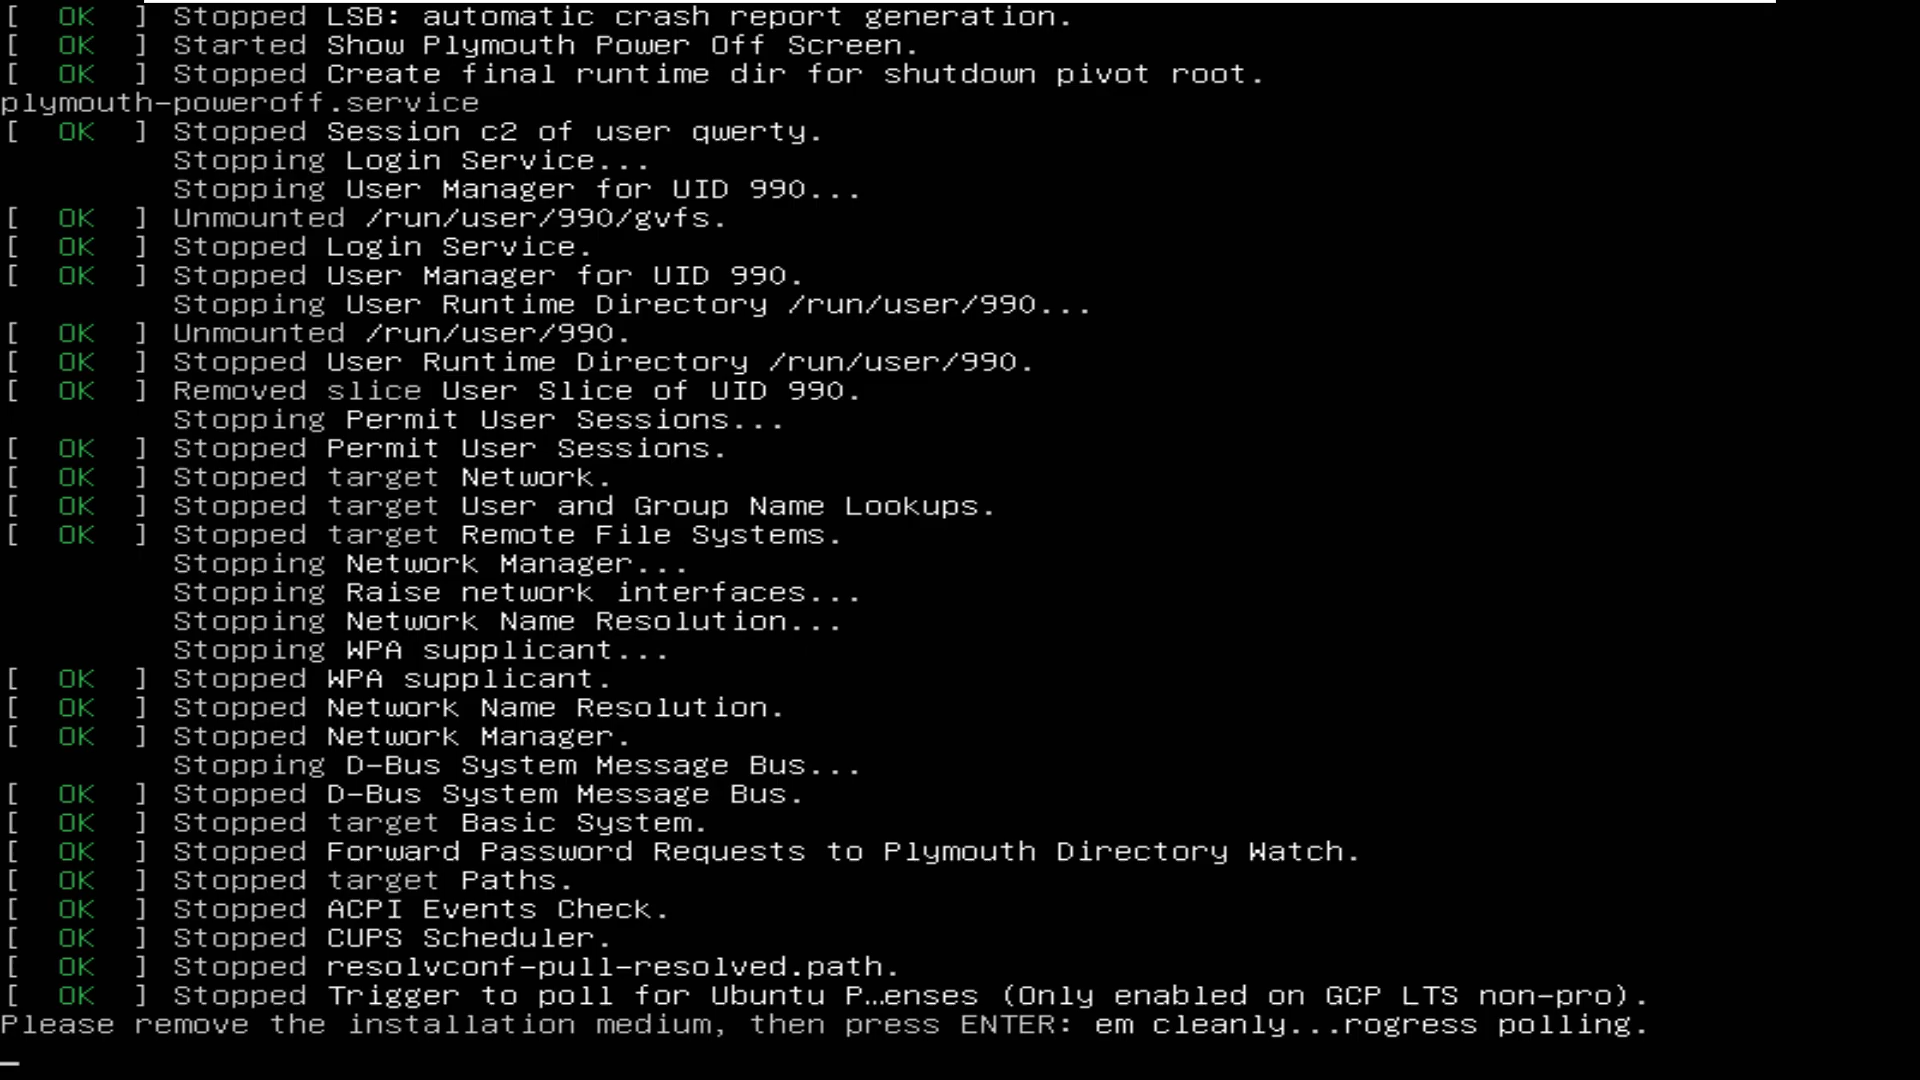 [  OK  ] Stopped LSB: automatic crash report generation.
[  OK  ] Started Show Plymouth Power Off Screen.
[  OK  ] Stopped Create final runtime dir for shutdown pivot root.
plymouth-poweroff.service
[  OK  ] Stopped Session c2 of user qwerty.
Stopping Login Service...
Stopping User Manager for UID 990...
[  OK  ] Unmounted /run/user/990/gvfs.
[  OK  ] Stopped Login Service.
[  OK  ] Stopped User Manager for UID 990.
Stopping User Runtime Directory /run/user/990...
[  OK  ] Unmounted /run/user/990.
[  OK  ] Stopped User Runtime Directory /run/user/990.
[  OK  ] Removed slice User Slice of UID 990.
Stopping Permit User Sessions...
[  OK  ] Stopped Permit User Sessions.
[  OK  ] Stopped target Network.
[  OK  ] Stopped target User and Group Name Lookups.
[  OK  ] Stopped target Remote File Systems.
Stopping Network Manager...
Stopping Raise network interfaces...
Stopping Network Name Resolution...
Stopping WPA supplicant...
[  OK  ] Stopped WPA supplicant.
[  OK  ] Stopped Network Name Resolution.
[  OK  ] Stopped Network Manager.
Stopping D-Bus System Message Bus...
[  OK  ] Stopped D-Bus System Message Bus.
[  OK  ] Stopped target Basic System.
[  OK  ] Stopped Forward Password Requests to Plymouth Directory Watch.
[  OK  ] Stopped target Paths.
[  OK  ] Stopped ACPI Events Check.
[  OK  ] Stopped CUPS Scheduler.
[  OK  ] Stopped resolvconf-pull-resolved.path.
[  OK  ] Stopped Trigger to poll for Ubuntu P…enses (Only enabled on GCP LTS non-pro).
Please remove the installation medium, then press ENTER: em cleanly...rogress polling.
_